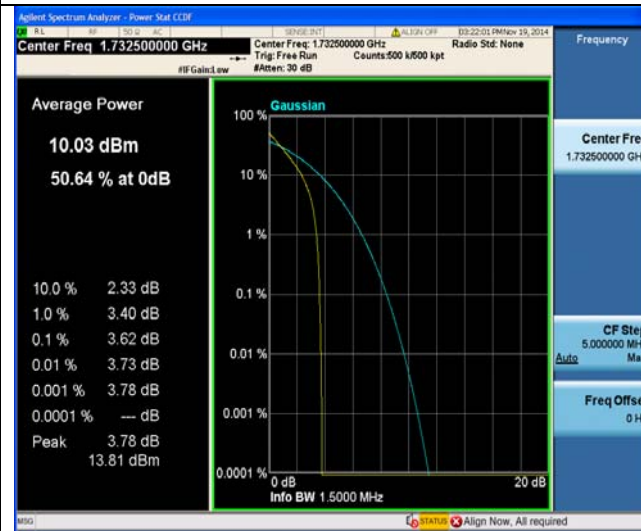 Agilent Spectrum Analyzer - Power Stat CCDF
RL RF 50 Ω AC SENSE:INT ALIGN OFF 03:22:01 PM Nov 19, 2014
Center Freq 1.732500000 GHz
Center Freq: 1.732500000 GHz Radio Std: None
Trig: Free Run Counts:500 k/500 kpt
#IFGain:Low #Atten: 30 dB
Frequency
Average Power
10.03 dBm
50.64 % at 0dB
10.0 % 2.33 dB
1.0 % 3.40 dB
0.1 % 3.62 dB
0.01 % 3.73 dB
0.001 % 3.78 dB
0.0001 % --- dB
Peak 3.78 dB
13.81 dBm
Gaussian
100 %
10 %
1 %
0.1 %
0.01 %
0.001 %
0.0001 %
0 dB 20 dB
Info BW 1.5000 MHz
Center Fre
1.732500000 GH
CF Ste
5.000000 MH
Auto Ma
Freq Offse
0 H
MSG STATUS Align Now, All required